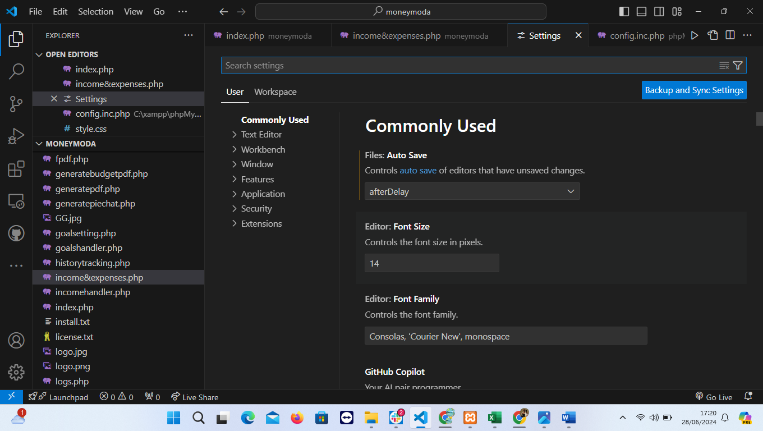 File Edit Selection View Go ··· moneymoda
EXPLORER ···
OPEN EDITORS
index.php
income&expenses.php
Settings
config.inc.php C:\xampp\phpMy...
style.css
MONEYMODA
fpdf.php
generatebudgetpdf.php
generatepdf.php
generatepiechat.php
GG.jpg
goalsetting.php
goalshandler.php
historytracking.php
income&expenses.php
incomehandler.php
index.php
install.txt
license.txt
logo.jpg
logo.png
logs.php
index.php moneymoda income&expenses.php moneymoda Settings config.inc.php
Search settings
User Workspace Backup and Sync Settings
Commonly Used
Text Editor
Workbench
Window
Features
Application
Security
Extensions
Commonly Used
Files: Auto Save
Controls auto save of editors that have unsaved changes.
afterDelay
Editor: Font Size
Controls the font size in pixels.
14
Editor: Font Family
Controls the font family.
Consolas, 'Courier New', monospace
GitHub Copilot
Your AI pair programmer
Launchpad 0 0 0 Live Share Go Live
1 2 17:20
28/06/2024